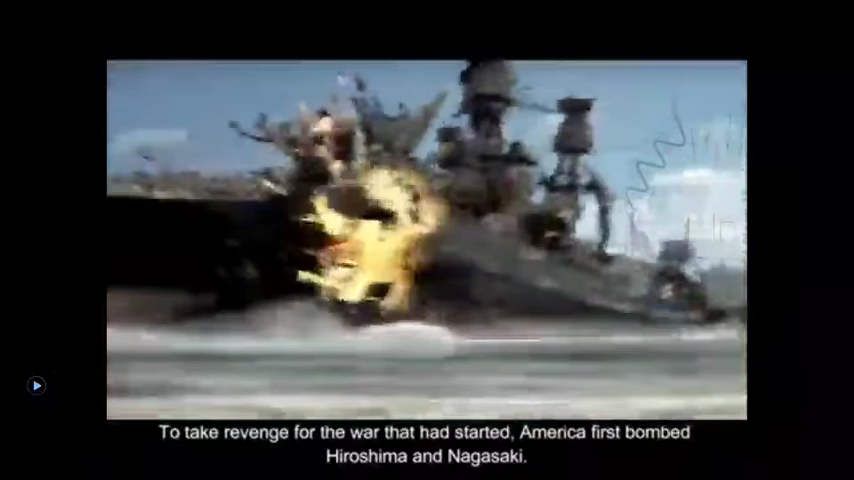 To take revenge for the war that had started, America first bombed
Hiroshima and Nagasaki.